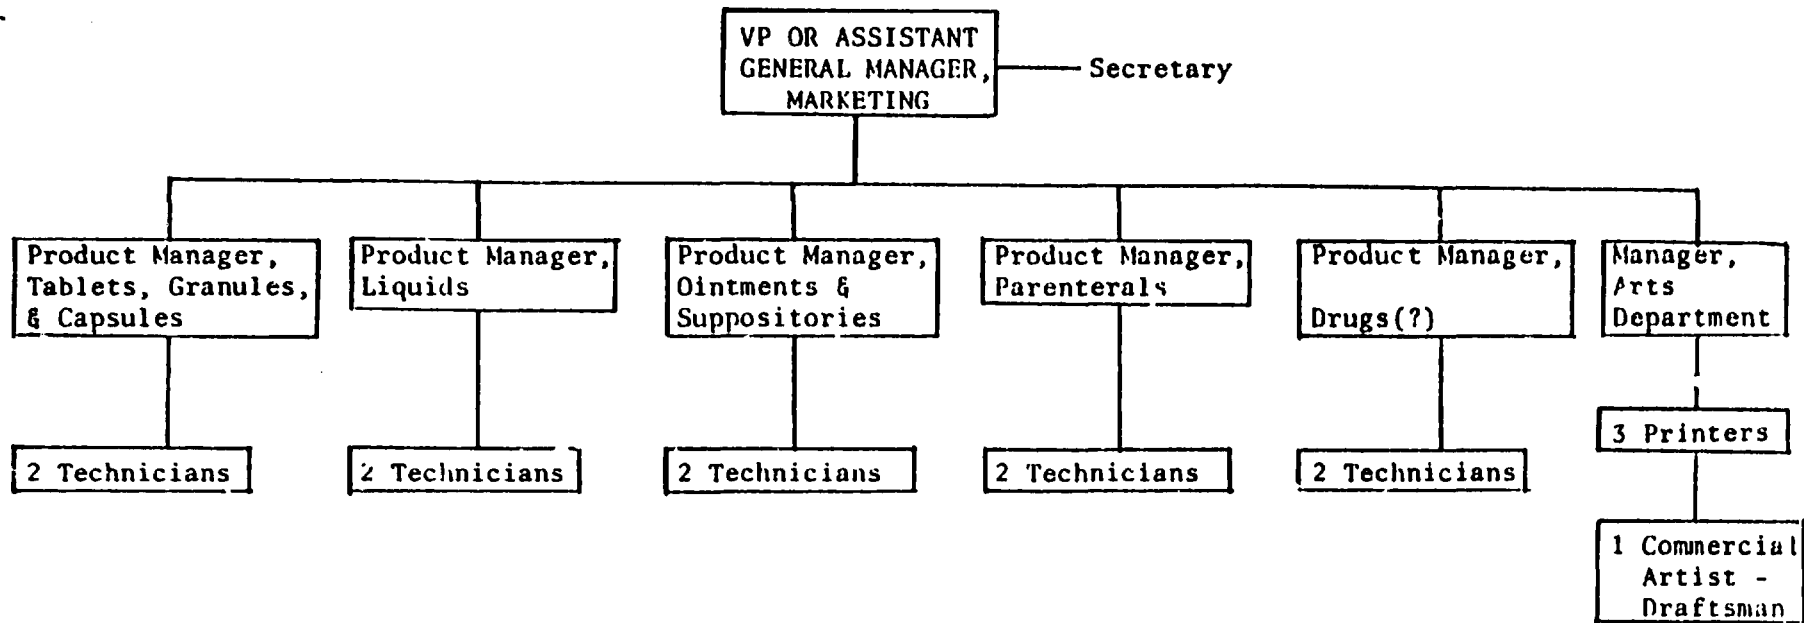 VP OR ASSISTANT
GENERAL MANAGER,
MARKETING
Secretary
Product Manager,
Tablets, Granules,
& Capsules
Product Manager,
Liquids
Product Manager,
Ointments &
Suppositories
Product Manager,
Parenterals
Product Manager,
Drugs(?)
Manager,
Arts
Department
2 Technicians
2 Technicians
2 Technicians
2 Technicians
2 Technicians
3 Printers
1 Commercial
Artist -
Draftsman